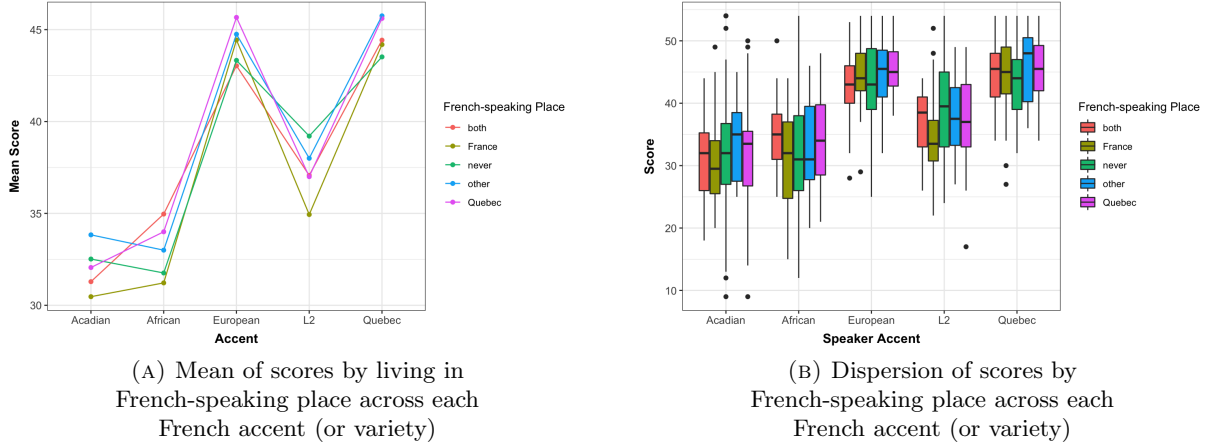 45
40
35
30
Mean Score
Acadian African European L2 Quebec
Accent
French-speaking Place
both
France
never
other
Quebec
(A) Mean of scores by living in
French-speaking place across each
French accent (or variety)
50
40
30
20
10
Score
Acadian African European L2 Quebec
Speaker Accent
French-speaking Place
both
France
never
other
Quebec
(B) Dispersion of scores by
French-speaking place across each
French accent (or variety)